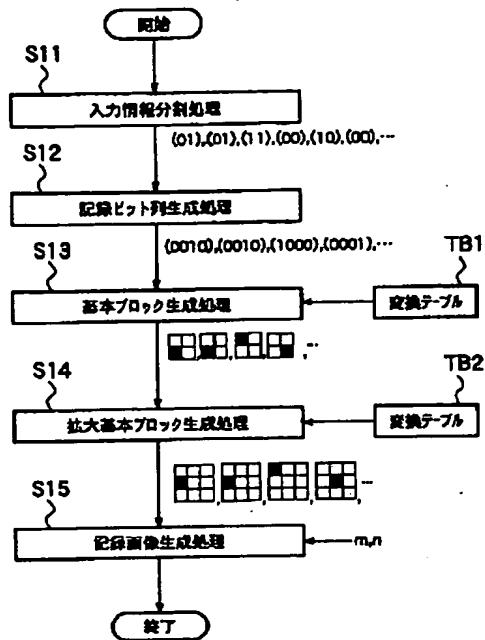 開始
S11
入力情報分割処理
(01),(01),(11),(00),(10),(00),…
S12
記録ビット列生成処理
(0010),(0010),(1000),(0001),…
S13
TB1
基本ブロック生成処理
変換テーブル
, , , ,…
S14
TB2
拡大基本ブロック生成処理
変換テーブル
, , , ,…
S15
記録画像生成処理
m,n
終了